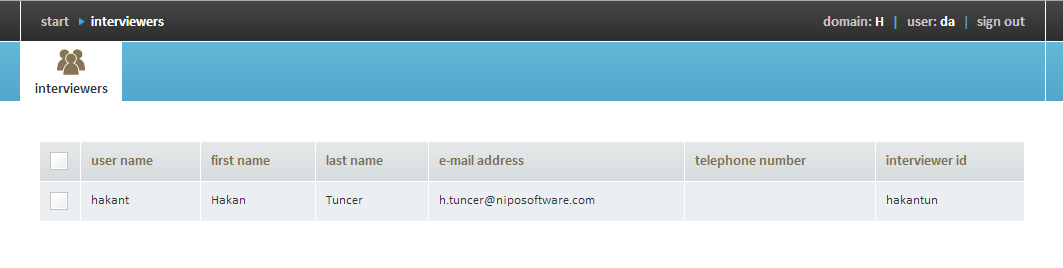 start interviewers domain: H | user: da | sign out
interviewers
user name first name last name e-mail address telephone number interviewer id
hakant Hakan Tuncer h.tuncer@niposoftware.com hakantun